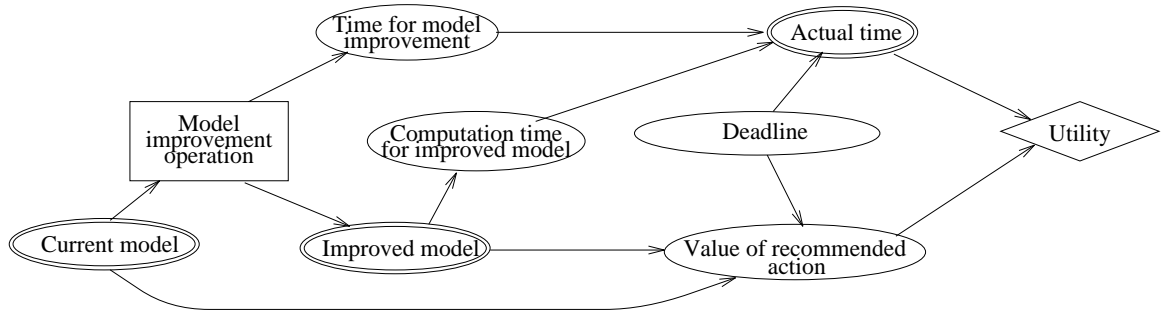 Time for model
improvement
Actual time
Model
improvement
operation
Computation time
for improved model
Deadline
Utility
Current model
Improved model
Value of recommended
action